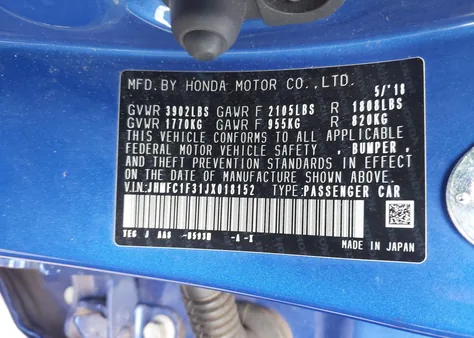 MFD.BY HONDA MOTOR CO.,LTD.
5/'18
GVWR 3902LBS GAWR F 2105LBS R 1808LBS
GVWR 1770KG GAWR F 955KG R 820KG
THIS VEHICLE CONFORMS TO ALL APPLICABLE
FEDERAL MOTOR VEHICLE SAFETY , BUMPER ,
AND THEFT PREVENTION STANDARDS IN EFFECT
ON THE DATE OF MANUFACTURE SHOWN ABOVE.
V.I.N:JHMFC1F31JX018152 TYPE:PASSENGER CAR
-B593M -A-X
MADE IN JAPAN